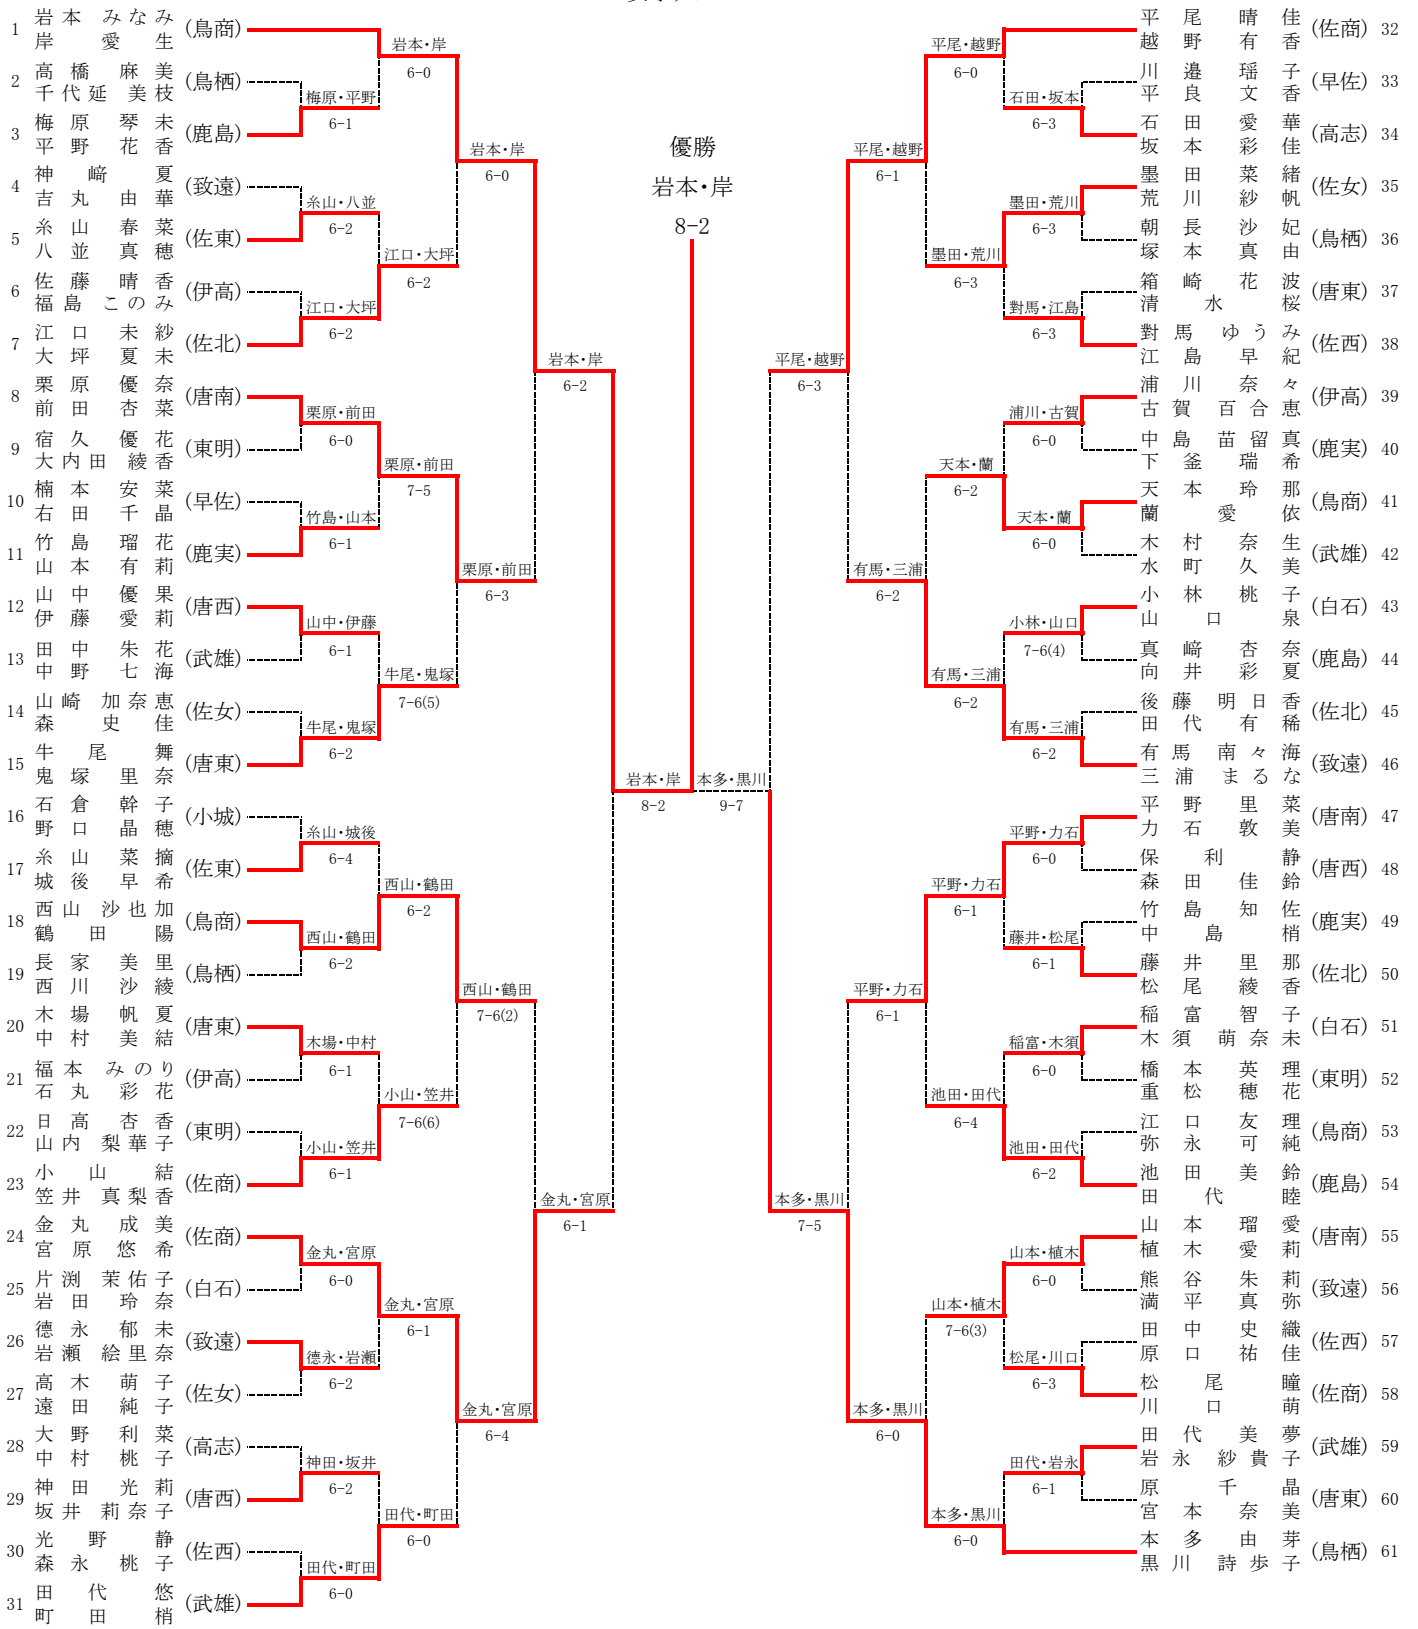 優勝
岩本・岸
8-2
1 岩本 みなみ 岸 愛生 (鳥商)
2 高橋 麻美 千代延 美枝 (鳥栖)
3 梅原 琴未 平野 花香 (鹿島)
4 神﨑 夏 吉丸 由華 (致遠)
5 糸山 春菜 八並 真穂 (佐東)
6 佐藤 晴香 福島 このみ (伊高)
7 江口 未紗 大坪 夏未 (佐北)
8 栗原 優奈 前田 杏菜 (唐南)
9 宿久 優花 大内田 綾香 (東明)
10 楠本 安菜 右田 千晶 (早佐)
11 竹島 瑠花 山本 有莉 (鹿実)
12 山中 優果 伊藤 愛莉 (唐西)
13 田中 朱花 中野 七海 (武雄)
14 山崎 加奈恵 森 史佳 (佐女)
15 牛尾 舞 鬼塚 里奈 (唐東)
16 石倉 幹子 野口 晶穂 (小城)
17 糸山 菜摘 城後 早希 (佐東)
18 西山 沙也加 鶴田 陽 (鳥商)
19 長家 美里 西川 沙綾 (鳥栖)
20 木場 帆夏 中村 美結 (唐東)
21 福本 みのり 石丸 彩花 (伊高)
22 日高 杏香 山内 梨華子 (東明)
23 小山 結 笠井 真梨香 (佐商)
24 金丸 成美 宮原 悠希 (佐商)
25 片渕 茉佑子 岩田 玲奈 (白石)
26 德永 郁未 岩瀬 絵里奈 (致遠)
27 高木 萌子 遠田 純子 (佐女)
28 大野 利菜 中村 桃子 (高志)
29 神田 光莉 坂井 莉奈子 (唐西)
30 光野 静 森永 桃子 (佐西)
31 田代 悠 町田 梢 (武雄)
梅原・平野
6-1
糸山・八並
6-2
江口・大坪
6-2
栗原・前田
6-0
竹島・山本
6-1
山中・伊藤
6-1
牛尾・鬼塚
6-2
糸山・城後
6-4
西山・鶴田
6-2
木場・中村
6-1
小山・笠井
6-1
金丸・宮原
6-0
德永・岩瀬
6-2
神田・坂井
6-2
田代・町田
6-0
岩本・岸
6-0
江口・大坪
6-2
栗原・前田
7-5
牛尾・鬼塚
7-6(5)
西山・鶴田
6-2
小山・笠井
7-6(6)
金丸・宮原
6-1
田代・町田
6-0
岩本・岸
6-0
栗原・前田
6-3
西山・鶴田
7-6(2)
金丸・宮原
6-4
岩本・岸
6-2
金丸・宮原
6-1
岩本・岸
8-2
本多・黒川
9-7
平尾・越野
6-3
本多・黒川
7-5
平尾・越野
6-1
有馬・三浦
6-2
平野・力石
6-1
本多・黒川
6-0
平尾・越野
6-0
墨田・荒川
6-3
天本・蘭
6-2
有馬・三浦
6-2
平野・力石
6-1
池田・田代
6-4
山本・植木
7-6(3)
本多・黒川
6-0
石田・坂本
6-3
墨田・荒川
6-3
對馬・江島
6-3
浦川・古賀
6-0
天本・蘭
6-0
小林・山口
7-6(4)
有馬・三浦
6-2
平野・力石
6-0
藤井・松尾
6-1
稲富・木須
6-0
池田・田代
6-2
山本・植木
6-0
松尾・川口
6-3
田代・岩永
6-1
平尾 晴佳 越野 有香 (佐商) 32
川邉 瑶子 平良 文香 (早佐) 33
石田 愛華 坂本 彩佳 (高志) 34
墨田 菜緒 荒川 紗帆 (佐女) 35
朝長 沙妃 塚本 真由 (鳥栖) 36
箱崎 花波 清水 桜 (唐東) 37
對馬 ゆうみ 江島 早紀 (佐西) 38
浦川 奈々 古賀 百合恵 (伊高) 39
中島 苗留真 下釜 瑞希 (鹿実) 40
天本 玲那 蘭 愛依 (鳥商) 41
木村 奈生 水町 久美 (武雄) 42
小林 桃子 山口 泉 (白石) 43
真﨑 杏奈 向井 彩夏 (鹿島) 44
後藤 明日香 田代 有稀 (佐北) 45
有馬 南々海 三浦 まるな (致遠) 46
平野 里菜 力石 敦美 (唐南) 47
保利 静 森田 佳鈴 (唐西) 48
竹島 知佐 中島 梢 (鹿実) 49
藤井 里那 松尾 綾香 (佐北) 50
稲富 智子 木須 萌奈未 (白石) 51
橋本 英理 重松 穂花 (東明) 52
江口 友理 弥永 可純 (鳥商) 53
池田 美鈴 田代 睦 (鹿島) 54
山本 瑠愛 植木 愛莉 (唐南) 55
熊谷 朱莉 満平 真弥 (致遠) 56
田中 史織 原口 祐佳 (佐西) 57
松尾 瞳 川口 萌 (佐商) 58
田代 美夢 岩永 紗貴子 (武雄) 59
原 千晶 宮本 奈美 (唐東) 60
本多 由芽 黒川 詩歩子 (鳥栖) 61